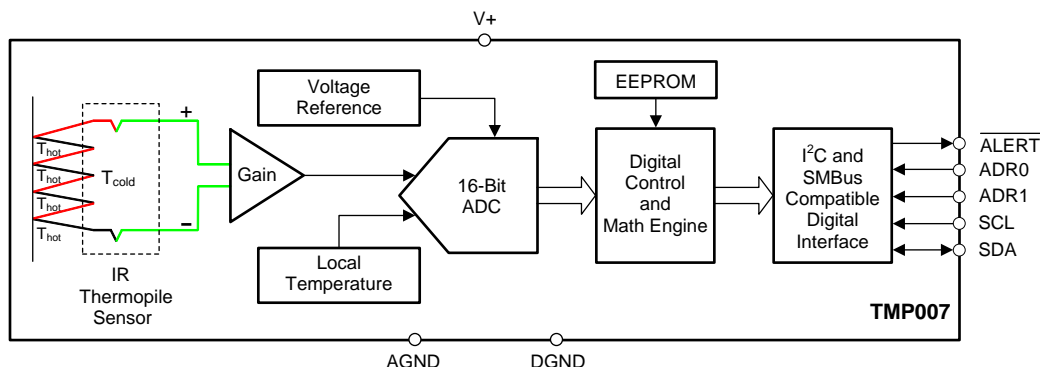 V+
Voltage
Reference
EEPROM
+
T_hot
T_hot
T_hot
T_hot
T_cold
–
Gain
16-Bit
ADC
Digital
Control
and
Math Engine
I²C and
SMBus
Compatible
Digital
Interface
ALERT
ADR0
ADR1
SCL
SDA
Local
Temperature
IR
Thermopile
Sensor
TMP007
AGND
DGND